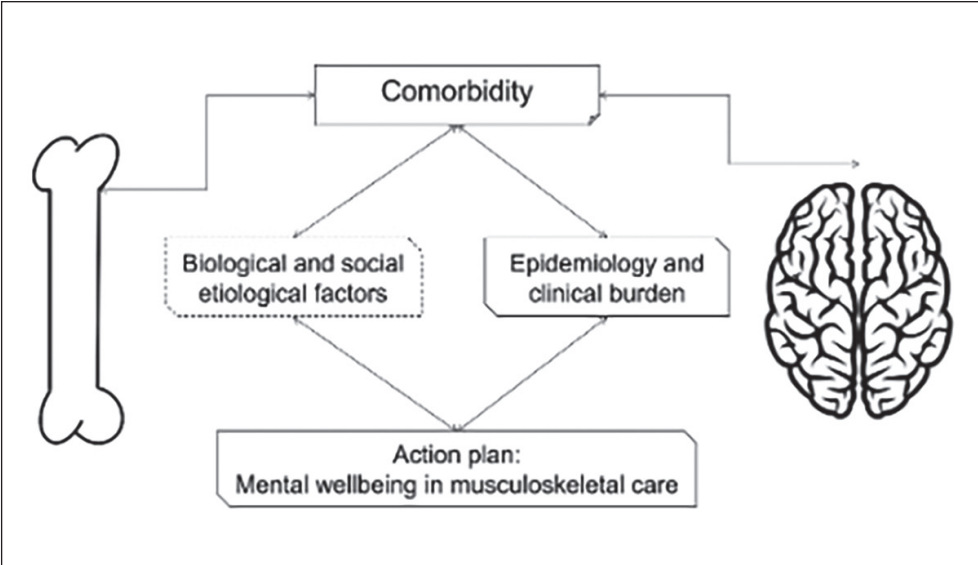 Comorbidity
Biological and social
etiological factors
Epidemiology and
clinical burden
Action plan:
Mental wellbeing in musculoskeletal care